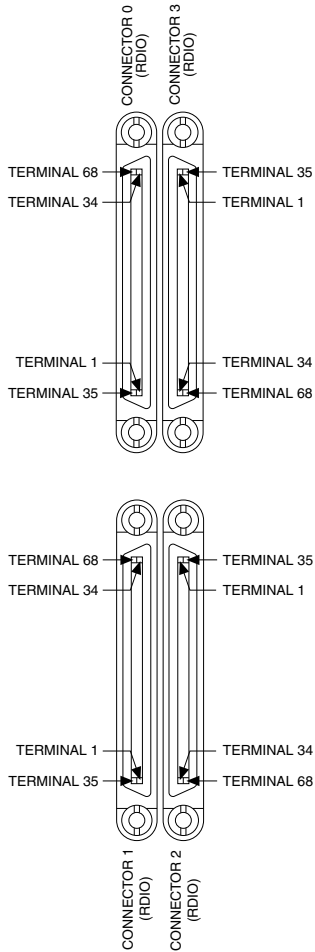 CONNECTOR 0
(RDIO)
CONNECTOR 3
(RDIO)
TERMINAL 68
TERMINAL 35
TERMINAL 34
TERMINAL 1
TERMINAL 1
TERMINAL 34
TERMINAL 35
TERMINAL 68
TERMINAL 68
TERMINAL 35
TERMINAL 34
TERMINAL 1
TERMINAL 1
TERMINAL 34
TERMINAL 35
TERMINAL 68
CONNECTOR 1
(RDIO)
CONNECTOR 2
(RDIO)